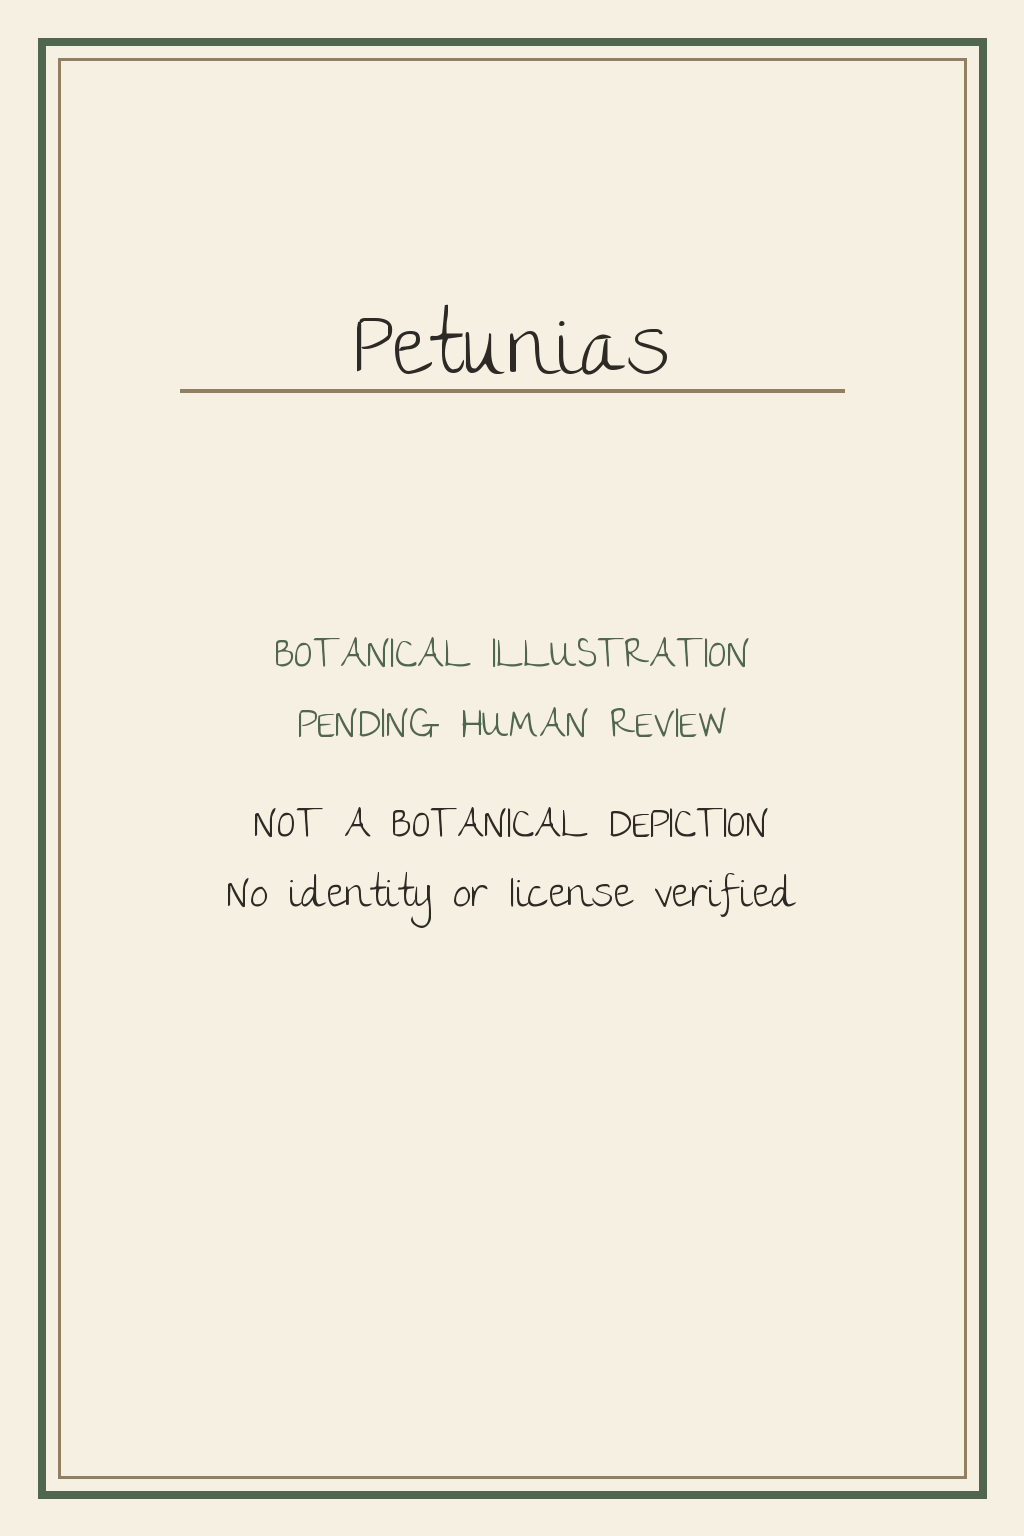 Petunias
BOTANICAL ILLUSTRATION
PENDING HUMAN REVIEW
NOT A BOTANICAL DEPICTION
No identity or license verified